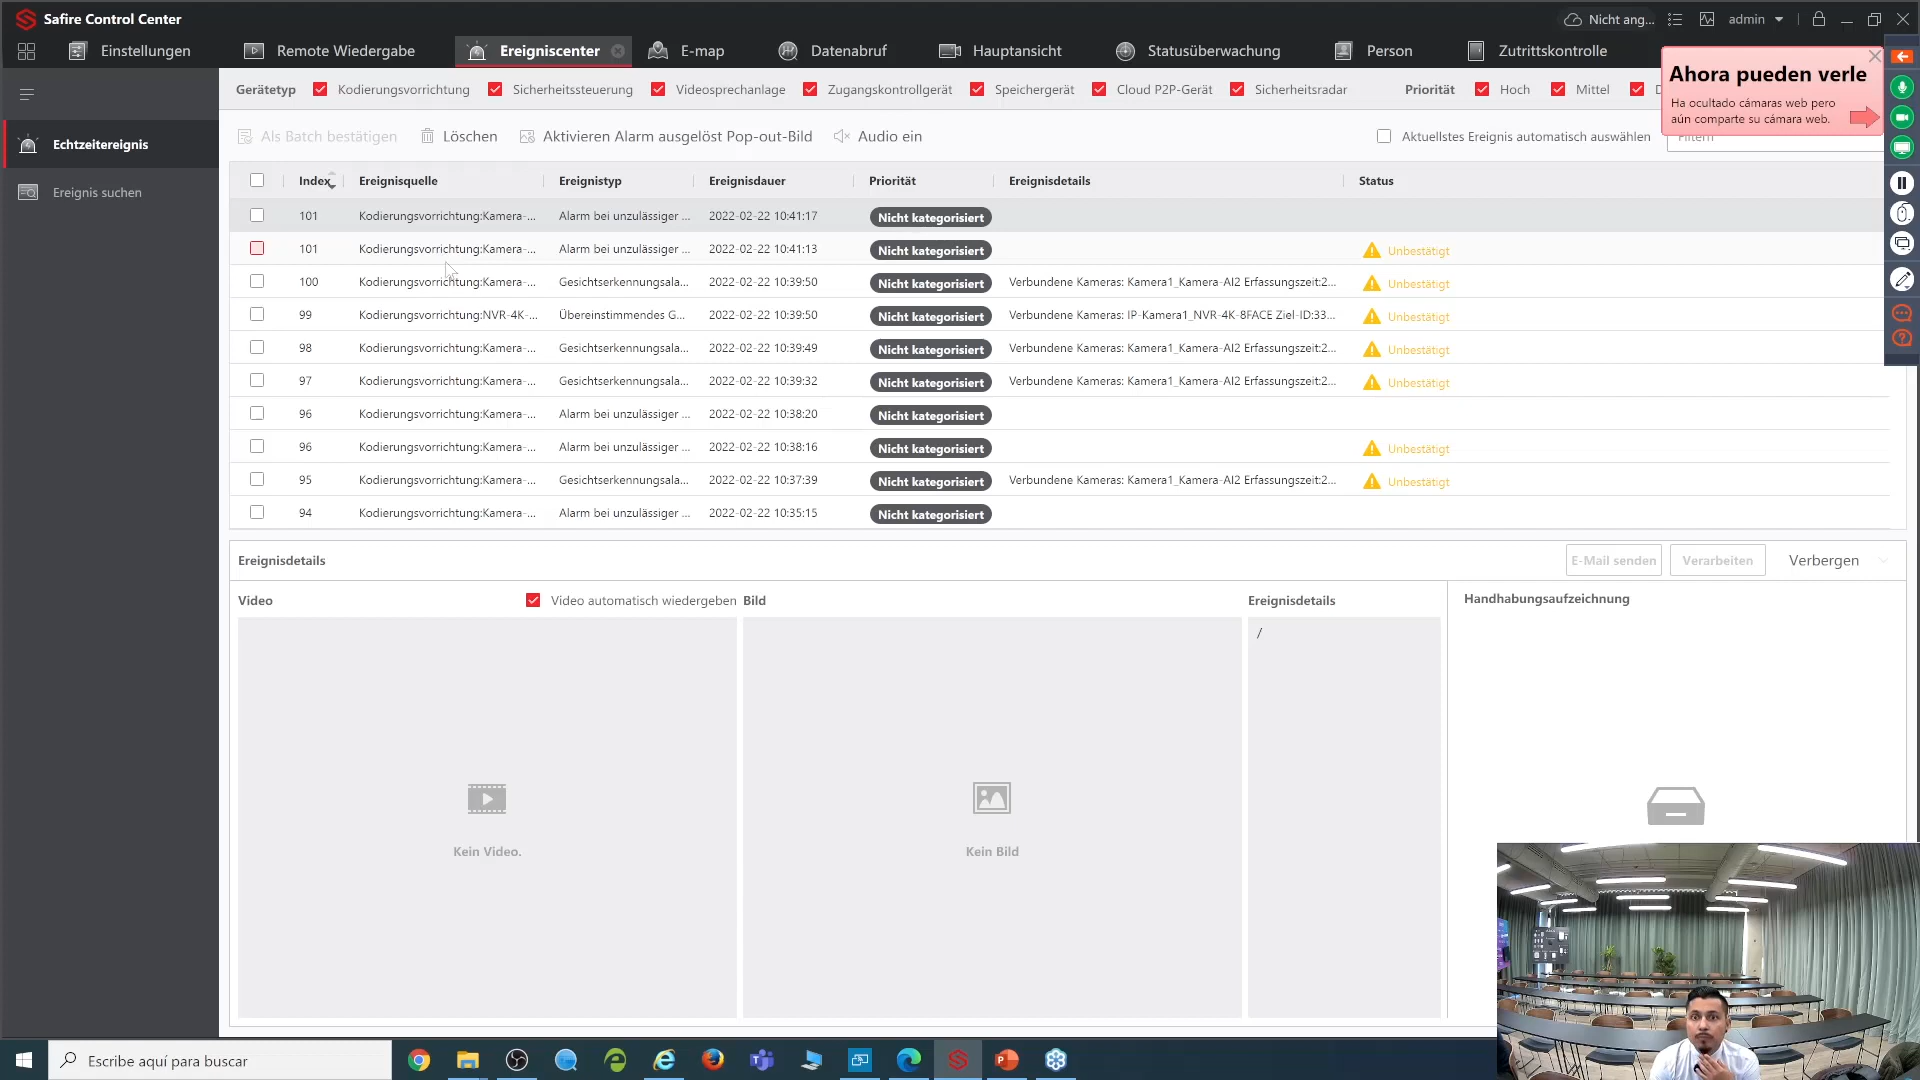 Safire Control Center
Nicht ang...
admin
Einstellungen
Remote Wiedergabe
Ereigniscenter
E-map
Datenabruf
Hauptansicht
Statusüberwachung
Person
Zutrittskontrolle
Ahora pueden verle
Ha ocultado cámaras web pero
aún comparte su cámara web.
Gerätetyp
Kodierungsvorrichtung
Sicherheitssteuerung
Videosprechanlage
Zugangskontrollgerät
Speichergerät
Cloud P2P-Gerät
Sicherheitsradar
Priorität
Hoch
Mittel
Als Batch bestätigen
Löschen
Aktivieren Alarm ausgelöst Pop-out-Bild
Audio ein
Aktuellstes Ereignis automatisch auswählen
Filtern
Echtzeitereignis
Ereignis suchen
Index Ereignisquelle Ereignistyp Ereignisdauer Priorität Ereignisdetails Status
101 Kodierungsvorrichtung:Kamera-... Alarm bei unzulässiger ... 2022-02-22 10:41:17 Nicht kategorisiert
101 Kodierungsvorrichtung:Kamera-... Alarm bei unzulässiger ... 2022-02-22 10:41:13 Nicht kategorisiert Unbestätigt
100 Kodierungsvorrichtung:Kamera-... Gesichtserkennungsala... 2022-02-22 10:39:50 Nicht kategorisiert Verbundene Kameras: Kamera1_Kamera-AI2 Erfassungszeit:2... Unbestätigt
99 Kodierungsvorrichtung:NVR-4K-... Übereinstimmendes G... 2022-02-22 10:39:50 Nicht kategorisiert Verbundene Kameras: IP-Kamera1_NVR-4K-8FACE Ziel-ID:33... Unbestätigt
98 Kodierungsvorrichtung:Kamera-... Gesichtserkennungsala... 2022-02-22 10:39:49 Nicht kategorisiert Verbundene Kameras: Kamera1_Kamera-AI2 Erfassungszeit:2... Unbestätigt
97 Kodierungsvorrichtung:Kamera-... Gesichtserkennungsala... 2022-02-22 10:39:32 Nicht kategorisiert Verbundene Kameras: Kamera1_Kamera-AI2 Erfassungszeit:2... Unbestätigt
96 Kodierungsvorrichtung:Kamera-... Alarm bei unzulässiger ... 2022-02-22 10:38:20 Nicht kategorisiert
96 Kodierungsvorrichtung:Kamera-... Alarm bei unzulässiger ... 2022-02-22 10:38:16 Nicht kategorisiert Unbestätigt
95 Kodierungsvorrichtung:Kamera-... Gesichtserkennungsala... 2022-02-22 10:37:39 Nicht kategorisiert Verbundene Kameras: Kamera1_Kamera-AI2 Erfassungszeit:2... Unbestätigt
94 Kodierungsvorrichtung:Kamera-... Alarm bei unzulässiger ... 2022-02-22 10:35:15 Nicht kategorisiert
Ereignisdetails
E-Mail senden
Verarbeiten
Verbergen
Video
Video automatisch wiedergeben
Bild
Ereignisdetails
Handhabungsaufzeichnung
/
Kein Video.
Kein Bild
Escribe aquí para buscar